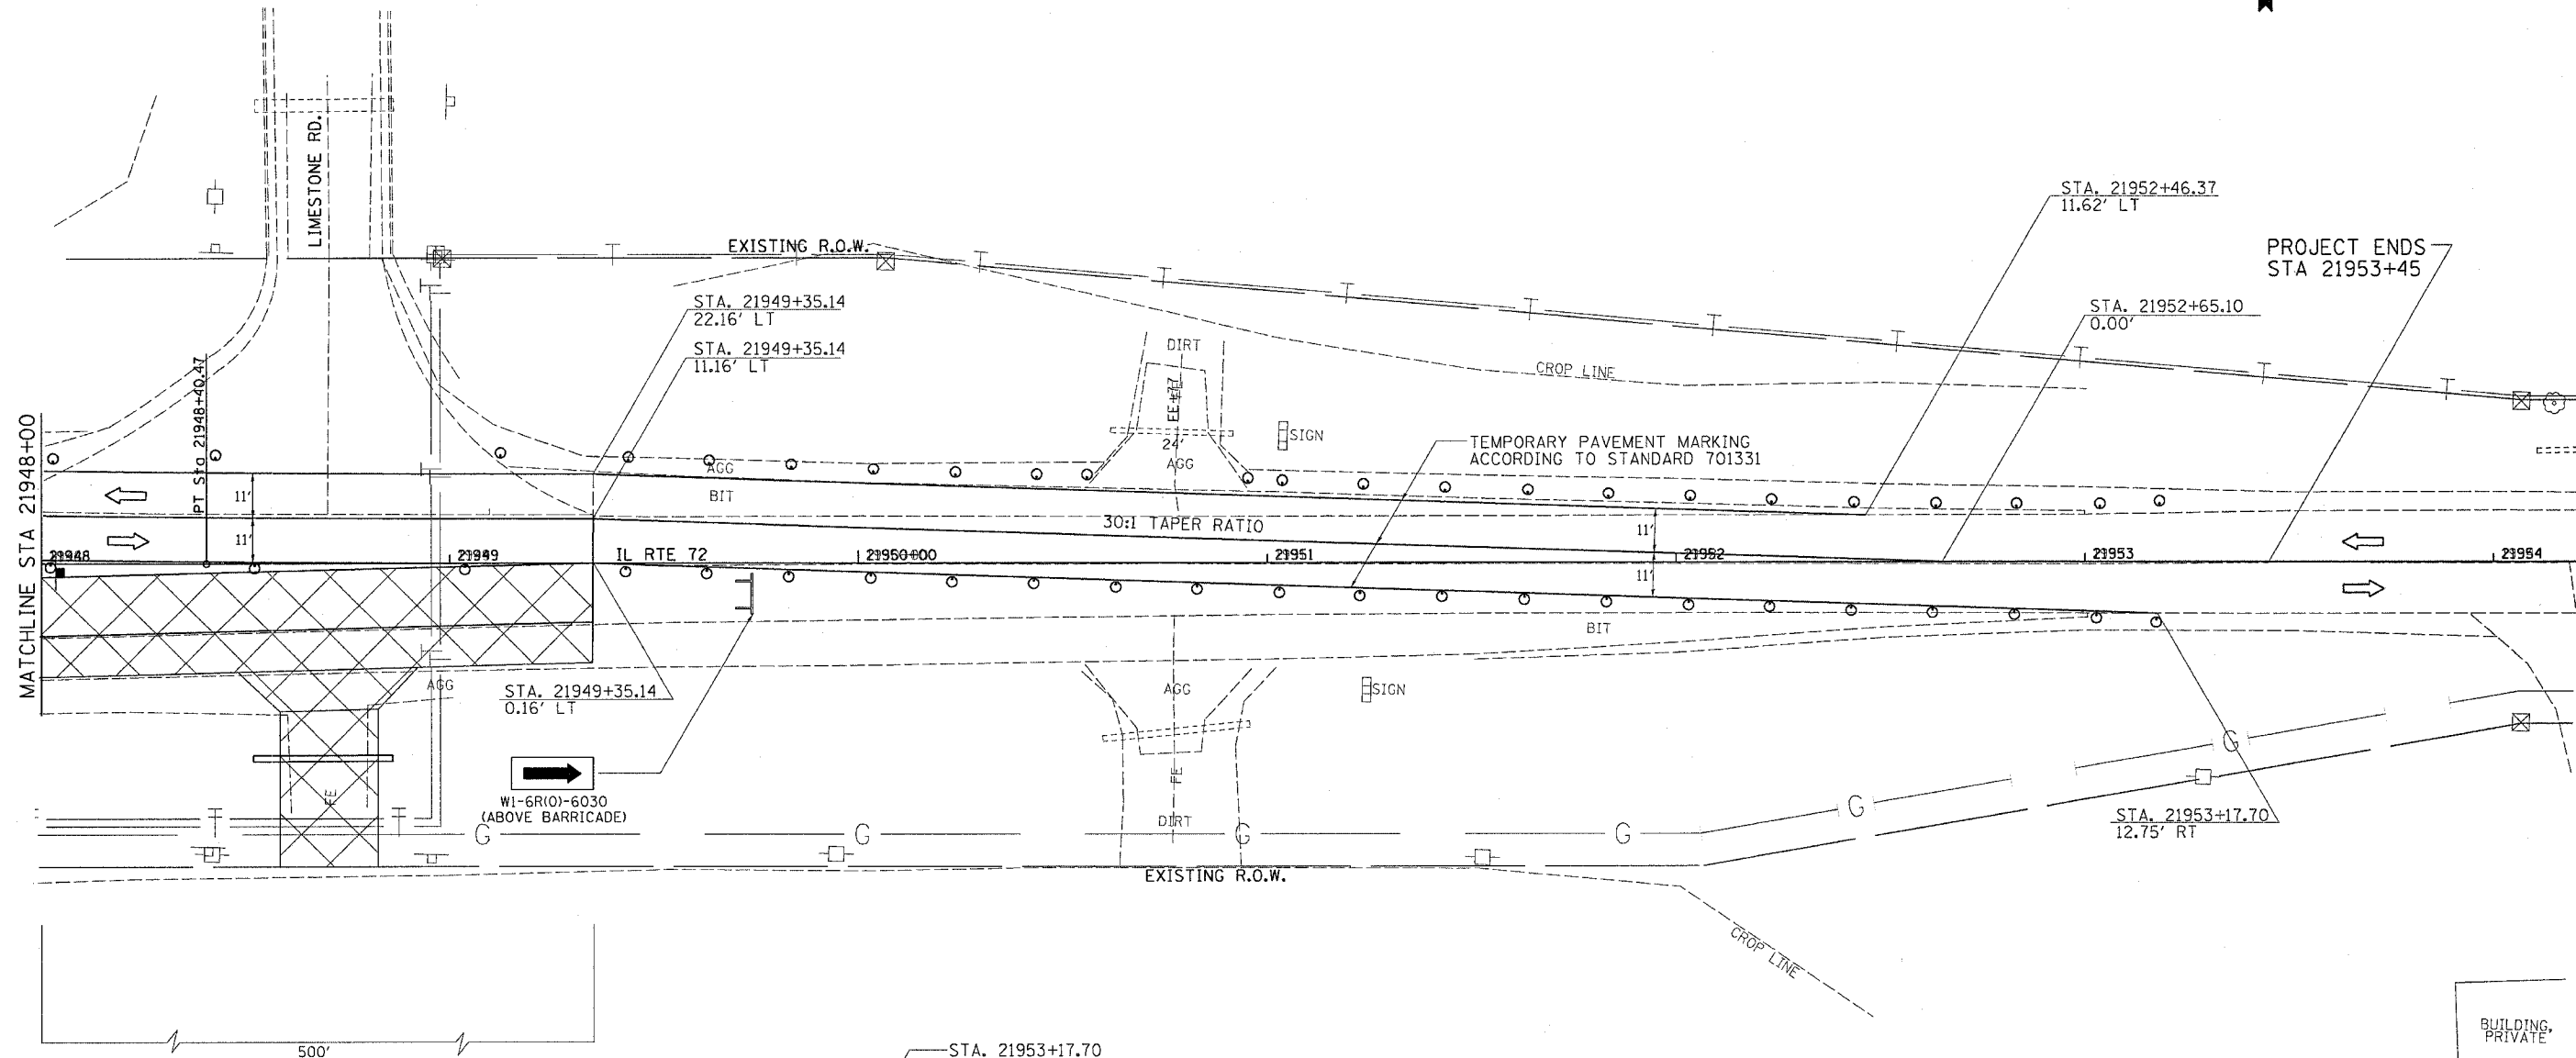 LIMESTONE RD.
STA. 21952+46.37
11.62' LT
EXISTING R.O.W.
PROJECT ENDS
STA 21953+45
STA. 21949+35.14
22.16' LT
STA. 21952+65.10
0.00'
STA. 21949+35.14
11.16' LT
DIRT
CROP LINE
PT Sta 21948+40.47
MATCHLINE STA 21948+00
24'
SIGN
TEMPORARY PAVEMENT MARKING
ACCORDING TO STANDARD 701331
AGG
AGG
BIT
11'
11'
30:1 TAPER RATIO
11'
11'
21948
21949
IL RTE 72
21950+00
21951
21952
21953
21954
BIT
AGG
AGG
SIGN
STA. 21949+35.14
0.16' LT
W1-6R(O)-6030
(ABOVE BARRICADE)
FE
FE
DIRT
G
G
G
G
G
G
STA. 21953+17.70
12.75' RT
EXISTING R.O.W.
CROP LINE
500'
STA. 21953+17.70
BUILDING,
PRIVATE